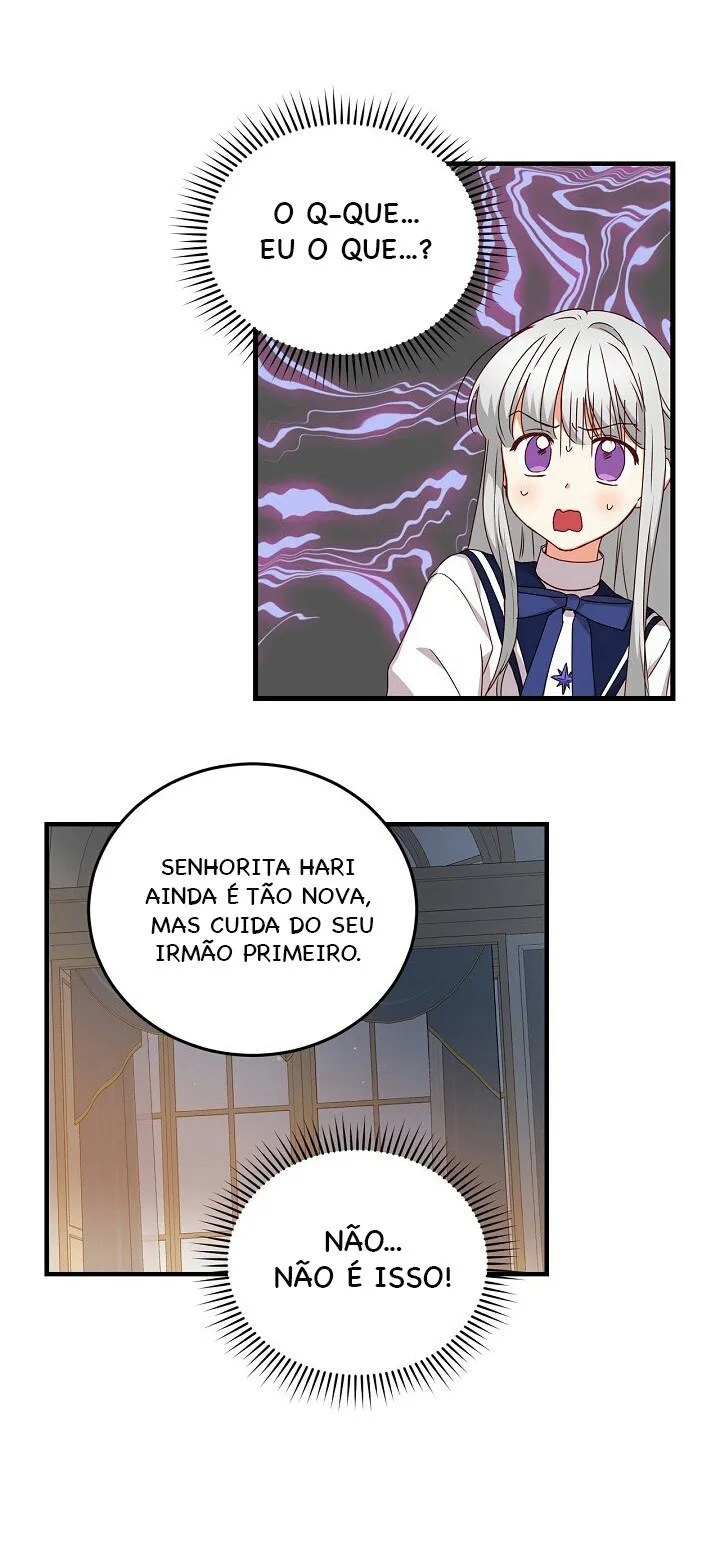 O Q-QUE...
EU O QUE...?
SENHORITA HARI
AINDA É TÃO NOVA,
MAS CUIDA DO SEU
IRMÃO PRIMEIRO.
NÃO...
NÃO É ISSO!